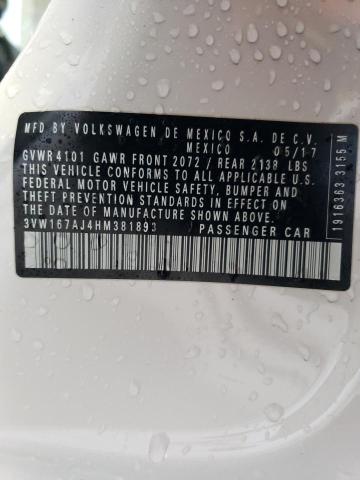 MFD BY VOLKSWAGEN DE MEXICO S.A. DE C.V.
MEXICO 05/17
GVWR 4101 GAWR FRONT 2072 / REAR 2138 LBS
THIS VEHICLE CONFORMS TO ALL APPLICABLE U.S.
FEDERAL MOTOR VEHICLE SAFETY, BUMPER AND
THEFT PREVENTION STANDARDS IN EFFECT ON THE
DATE OF MANUFACTURE SHOWN ABOVE
3VW167AJ4HM381893 PASSENGER CAR
1916363 3155 M